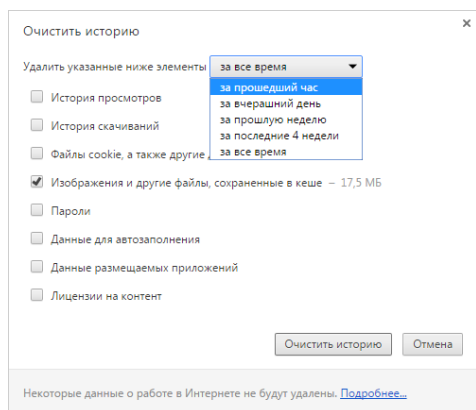 Очистить историю
Удалить указанные ниже элементы за все время
за прошедший час
История просмотров
за вчерашний день
за прошлую неделю
История скачиваний
за последние 4 недели
Файлы cookie, а также другие
за все время
Изображения и другие файлы, сохраненные в кеше – 17,5 МБ
Пароли
Данные для автозаполнения
Данные размещаемых приложений
Лицензии на контент
Очистить историю Отмена
Некоторые данные о работе в Интернете не будут удалены. Подробнее...